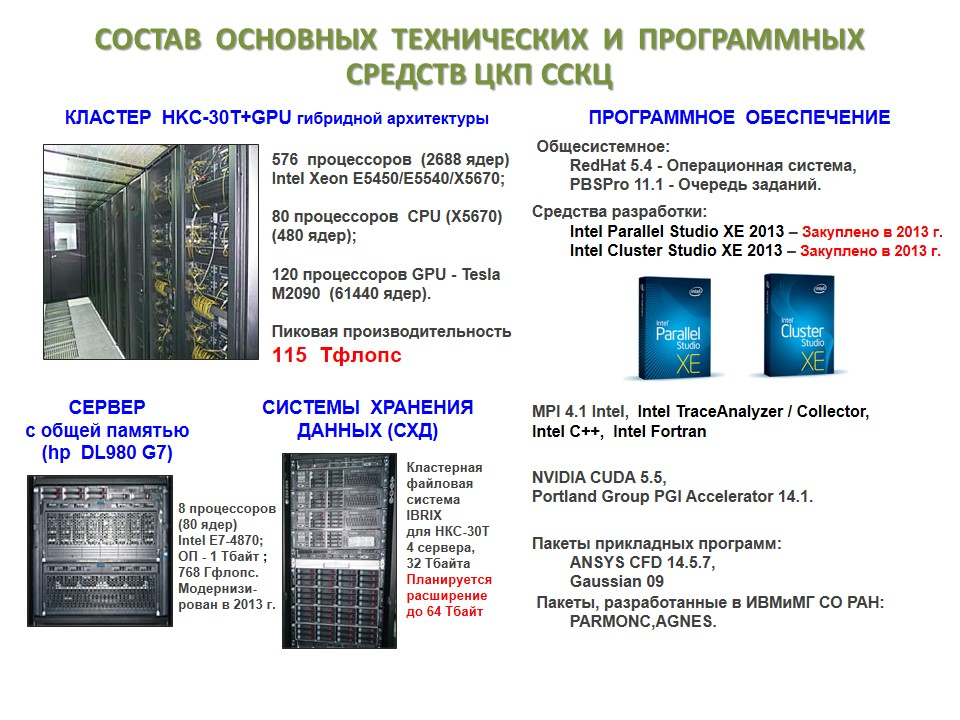 СОСТАВ ОСНОВНЫХ ТЕХНИЧЕСКИХ И ПРОГРАММНЫХ
СРЕДСТВ ЦКП ССКЦ
КЛАСТЕР НКС-30Т+GPU гибридной архитектуры
576 процессоров (2688 ядер)
Intel Xeon E5450/E5540/X5670;
80 процессоров CPU (X5670)
(480 ядер);
120 процессоров GPU - Tesla
M2090 (61440 ядер).
Пиковая производительность
115 Тфлопс
СЕРВЕР
с общей памятью
(hp DL980 G7)
8 процессоров
(80 ядер)
Intel E7-4870;
ОП - 1 Тбайт ;
768 Гфлопс.
Модернизи-
рован в 2013 г.
СИСТЕМЫ ХРАНЕНИЯ
ДАННЫХ (СХД)
Кластерная
файловая
система
IBRIX
для НКС-30Т
4 сервера,
32 Тбайта
Планируется
расширение
до 64 Тбайт
ПРОГРАММНОЕ ОБЕСПЕЧЕНИЕ
Общесистемное:
RedHat 5.4 - Операционная система,
PBSPro 11.1 - Очередь заданий.
Средства разработки:
Intel Parallel Studio XE 2013 – Закуплено в 2013 г.
Intel Cluster Studio XE 2013 – Закуплено в 2013 г.
intel
Intel
Parallel
Studio
XE
intel
Intel
Cluster
Studio
XE
MPI 4.1 Intel, Intel TraceAnalyzer / Collector,
Intel C++, Intel Fortran
NVIDIA CUDA 5.5,
Portland Group PGI Accelerator 14.1.
Пакеты прикладных программ:
ANSYS CFD 14.5.7,
Gaussian 09
Пакеты, разработанные в ИВМиМГ СО РАН:
PARMONC,AGNES.